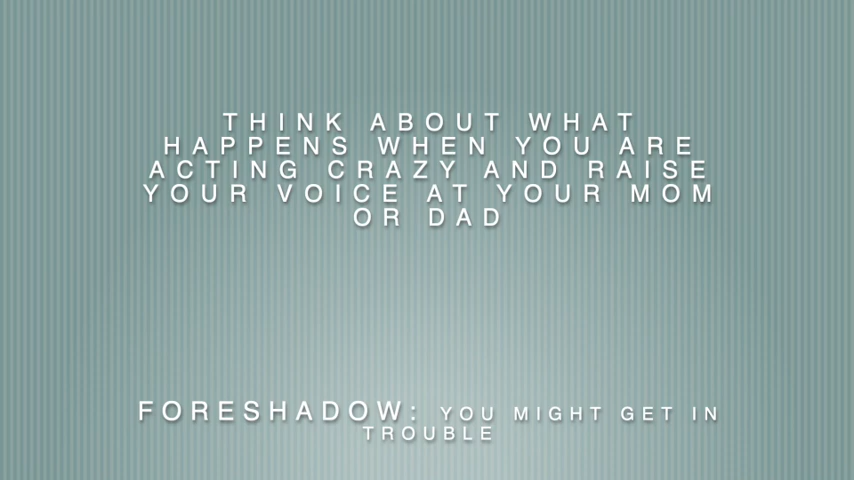 THINK ABOUT WHAT
HAPPENS WHEN YOU ARE
ACTING CRAZY AND RAISE
YOUR VOICE AT YOUR MOM
OR DAD
FORESHADOW: YOU MIGHT GET IN
TROUBLE